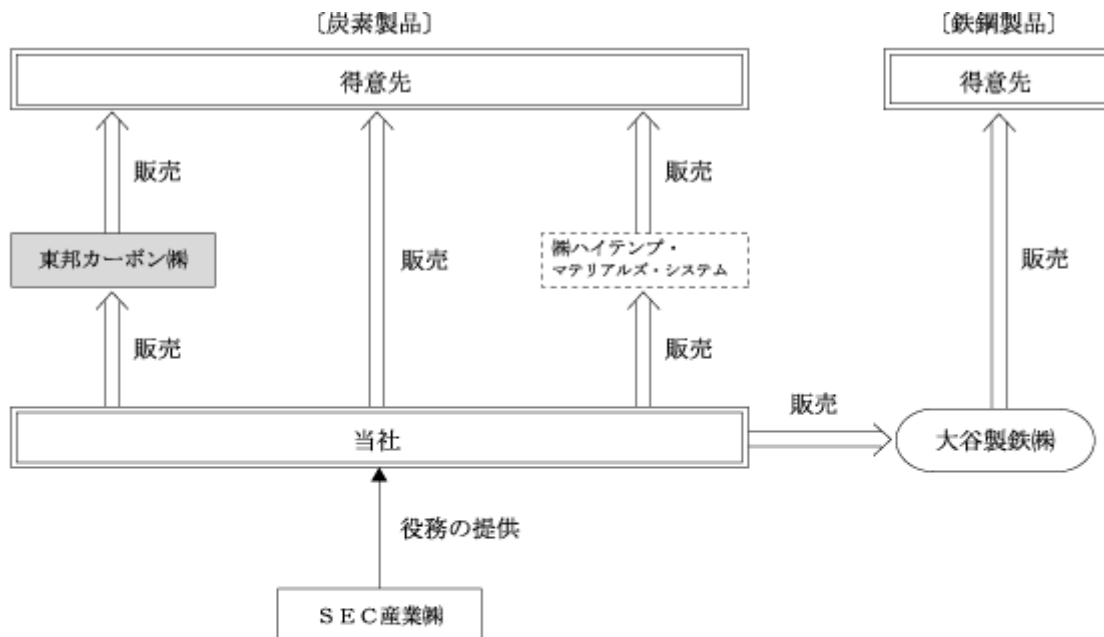 〔炭素製品〕
〔鉄鋼製品〕
得意先
得意先
販売
販売
東邦カーボン㈱
販売
㈱ハイテンプ・
マテリアルズ・システム
販売
販売
販売
販売
当社
大谷製鉄㈱
役務の提供
ＳＥＣ産業㈱